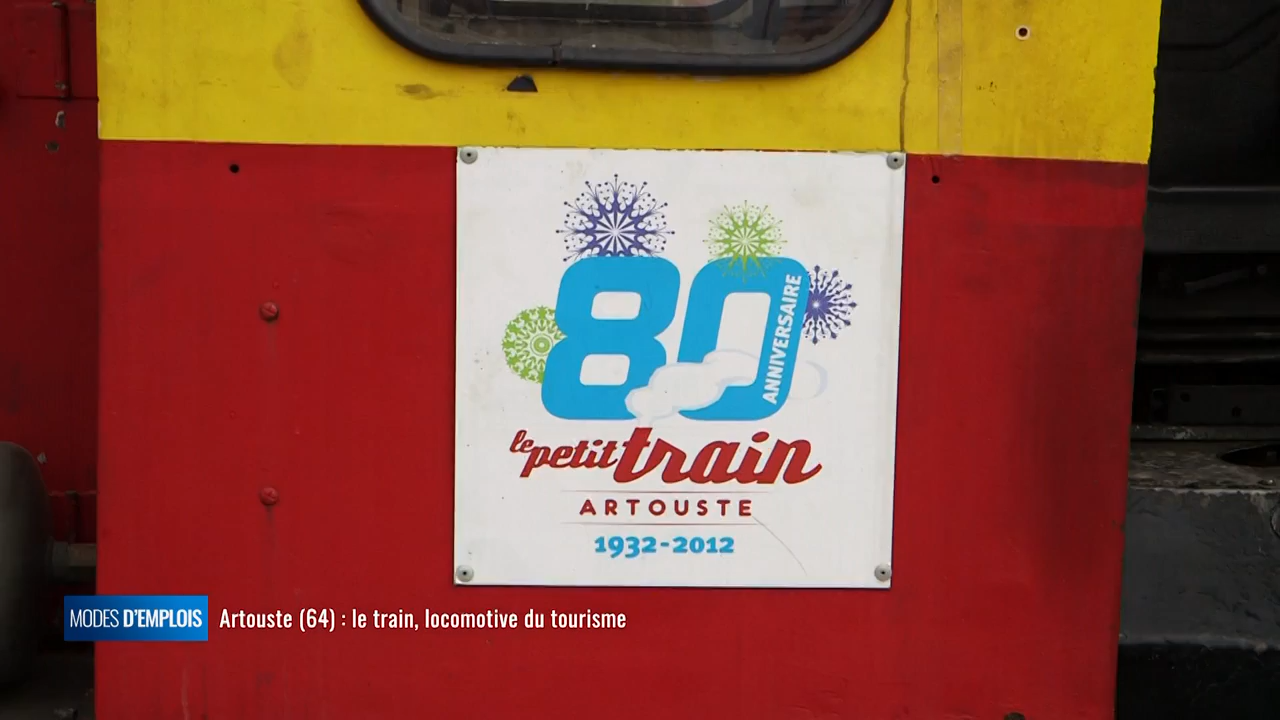 80
ANNIVERSAIRE
le petit train
ARTOUSTE
1932-2012
MODES D'EMPLOIS
Artouste (64) : le train, locomotive du tourisme